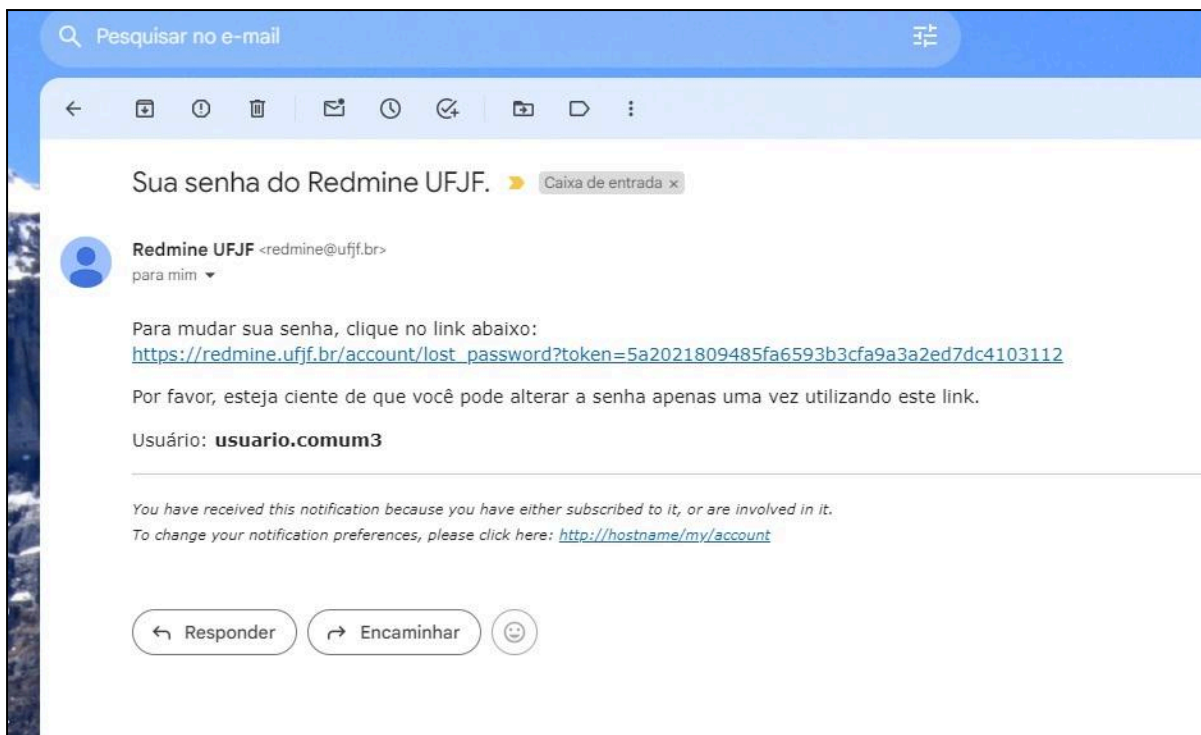 Pesquisar no e-mail
Sua senha do Redmine UFJF. Caixa de entrada x
Redmine UFJF <redmine@ufjf.br>
para mim
Para mudar sua senha, clique no link abaixo:
https://redmine.ufjf.br/account/lost_password?token=5a2021809485fa6593b3cfa9a3a2ed7dc4103112
Por favor, esteja ciente de que você pode alterar a senha apenas uma vez utilizando este link.
Usuário: usuario.comum3
You have received this notification because you have either subscribed to it, or are involved in it.
To change your notification preferences, please click here: http://hostname/my/account
Responder Encaminhar